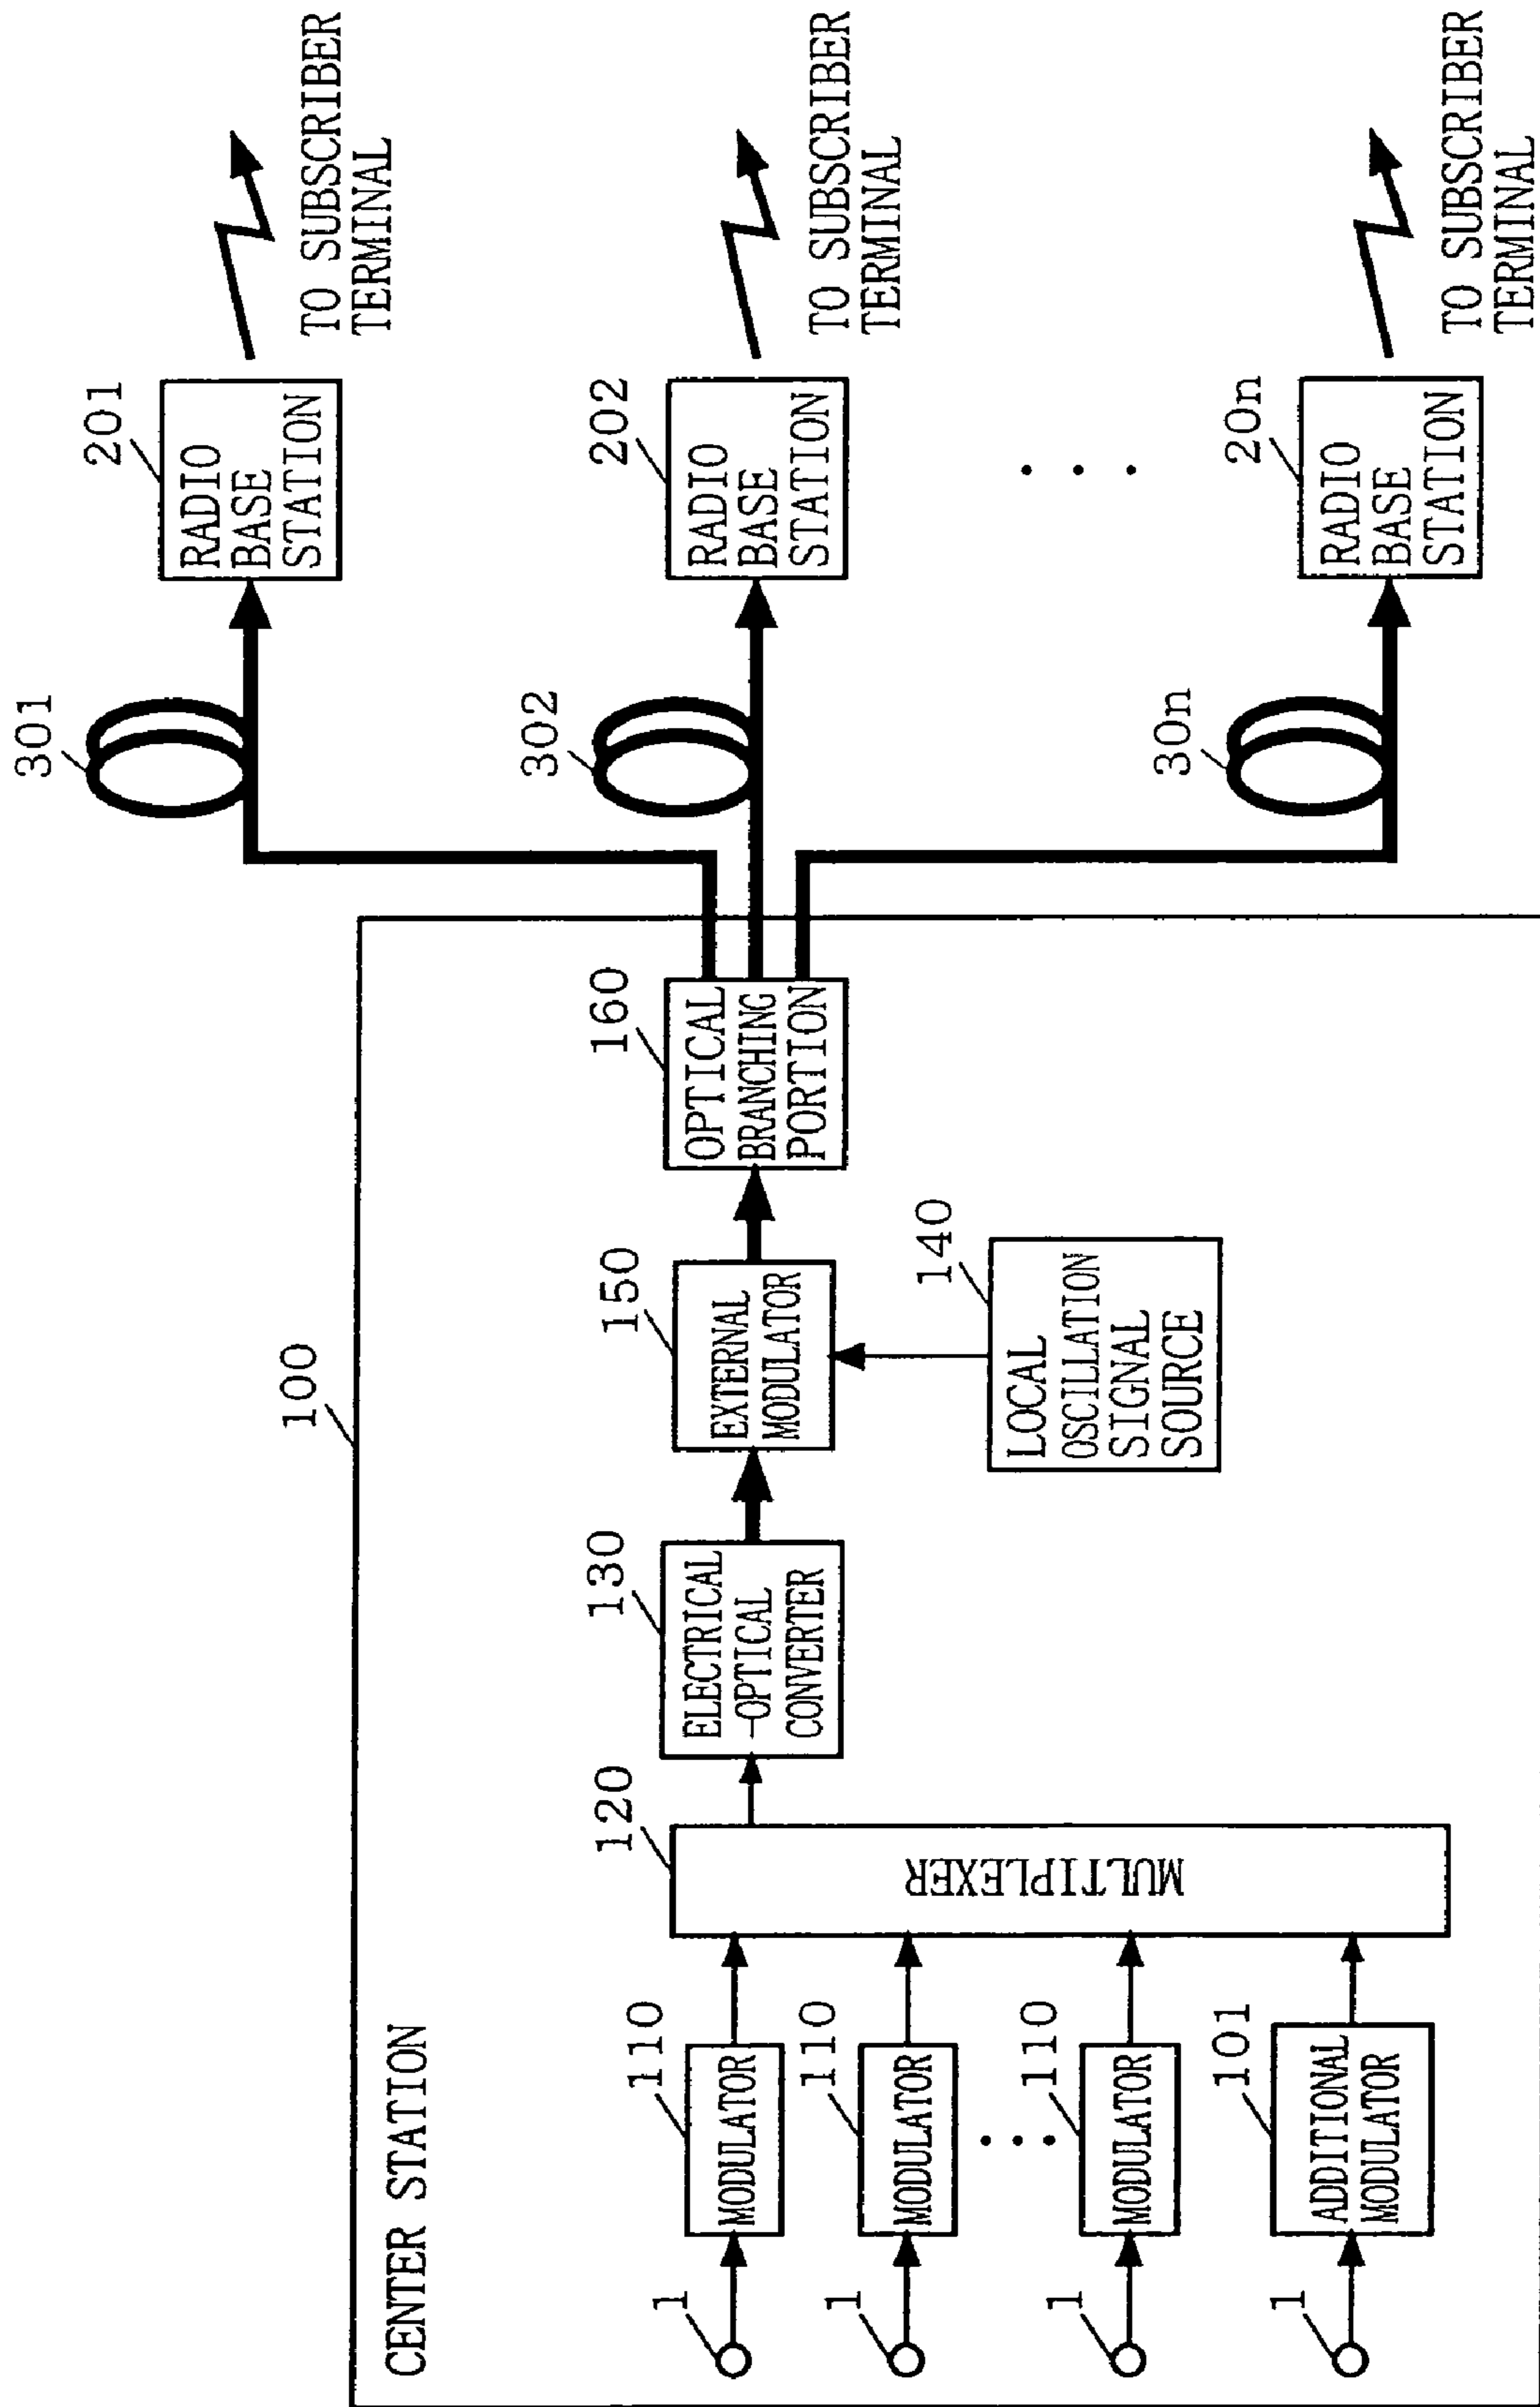 100
CENTER STATION
1
110
MODULATOR
1
110
MODULATOR
1
110
MODULATOR
1
101
ADDITIONAL
MODULATOR
120
MULTIPLEXER
130
ELECTRICAL
-OPTICAL
CONVERTER
150
EXTERNAL
MODULATOR
140
LOCAL
OSCILLATION
SIGNAL
SOURCE
160
OPTICAL
BRANCHING
PORTION
301
201
RADIO
BASE
STATION
TO SUBSCRIBER
TERMINAL
302
202
RADIO
BASE
STATION
TO SUBSCRIBER
TERMINAL
30n
20n
RADIO
BASE
STATION
TO SUBSCRIBER
TERMINAL